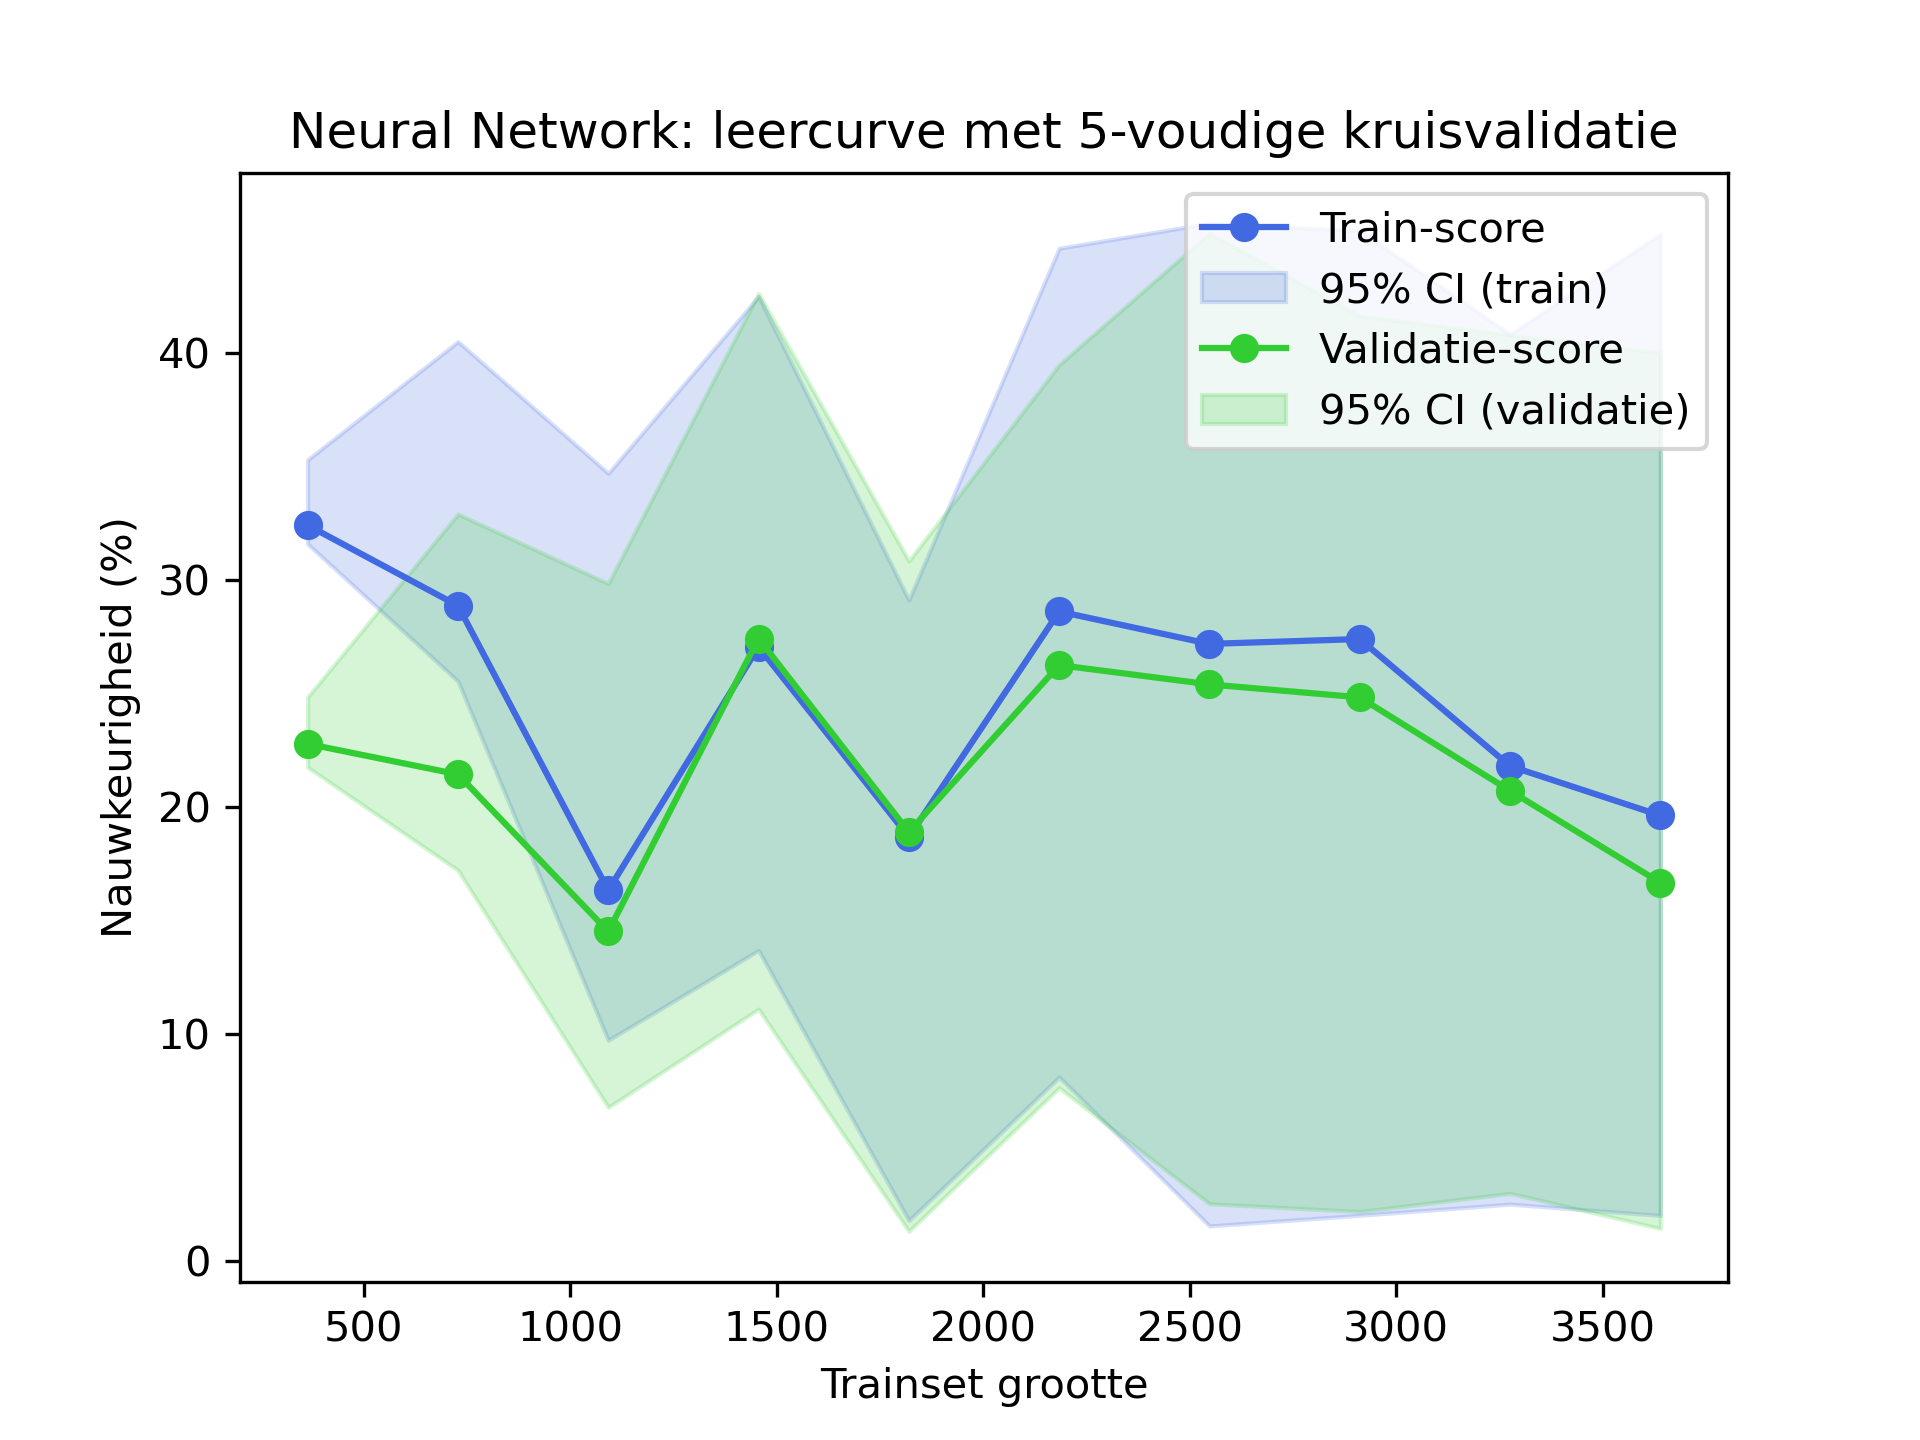 Neural Network: leercurve met 5-voudige kruisvalidatie
Train-score
95% CI (train)
Validatie-score
95% CI (validatie)
Nauwkeurigheid (%)
40
30
20
10
0
500 1000 1500 2000 2500 3000 3500
Trainset grootte